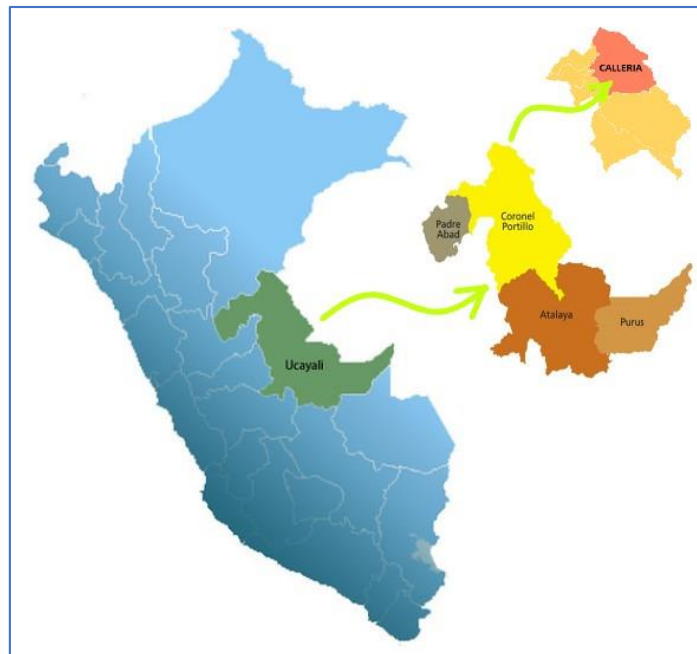 CALLERIA
Padre
Abad
Coronel
Portillo
Ucayali
Atalaya
Purus